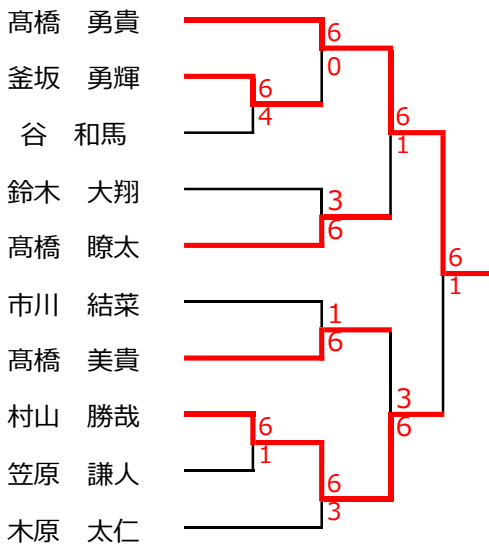 髙橋　勇貴
6
0
釜坂　勇輝
6
4
谷　和馬
6
1
鈴木　大翔
3
6
髙橋　瞭太
6
1
市川　結菜
1
6
髙橋　美貴
3
6
村山　勝哉
6
1
笠原　謙人
6
3
木原　太仁